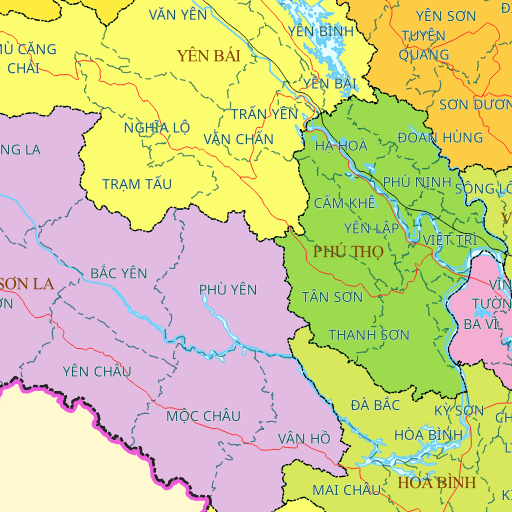 VĂN YÊN
YÊN BÌNH
YÊN SƠN
TUYÊN
QUANG
MÙ CĂNG
CHẢI
YÊN BÁI
YÊN BÁI
SƠN DƯƠN
TRẤN YÊN
NGHĨA LỘ
VĂN CHẤN
HẠ HOÀ
ĐOAN HÙNG
NG LA
TRẠM TẤU
PHÙ NINH
SÔNG LÔ
CẨM KHÊ
V
YÊN LẬP
VIỆT TRÌ
PHÚ THỌ
BẮC YÊN
SƠN LA
PHÙ YÊN
VĨN
TƯỜN
TÂN SƠN
BA VÌ
THANH SƠN
YÊN CHÂU
ĐÀ BẮC
KỲ SƠN
MỘC CHÂU
HÒA BÌNH
VÂN HỒ
HÒA BÌNH
MAI CHÂU